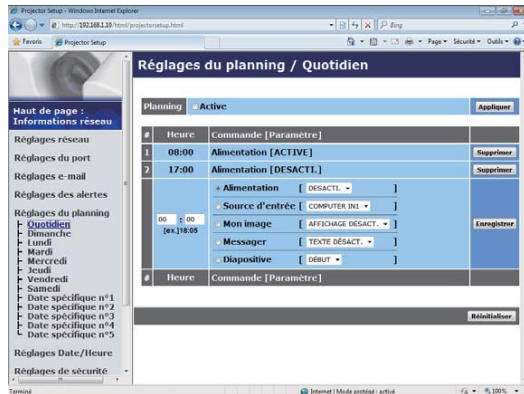 Projector Setup - Windows Internet Explorer
http://192.168.1.10/html/projectorsetup.html
Bing
Favoris
Projector Setup
Page
Sécurité
Outils
Haut de page :
Informations réseau
Réglages réseau
Réglages du port
Réglages e-mail
Réglages des alertes
Réglages du planning
Quotidien
Dimanche
Lundi
Mardi
Mercredi
Jeudi
Vendredi
Samedi
Date spécifique n°1
Date spécifique n°2
Date spécifique n°3
Date spécifique n°4
Date spécifique n°5
Réglages Date/Heure
Réglages de sécurité
Réglages du planning / Quotidien
Planning Active Appliquer
# Heure Commande [Paramètre]
1 08:00 Alimentation [ACTIVE] Supprimer
2 17:00 Alimentation [DESACTI.] Supprimer
00 : 00
[ex.]18:05
Alimentation [ DESACTI. ]
Source d'entrée [ COMPUTER IN1 ]
Mon image [ AFFICHAGE DÉSACT. ]
Messager [ TEXTE DÉSACT. ]
Diapositive [ DÉBUT ]
Enregistrer
# Heure Commande [Paramètre]
Réinitialiser
Terminé
Internet | Mode protégé : activé
100%